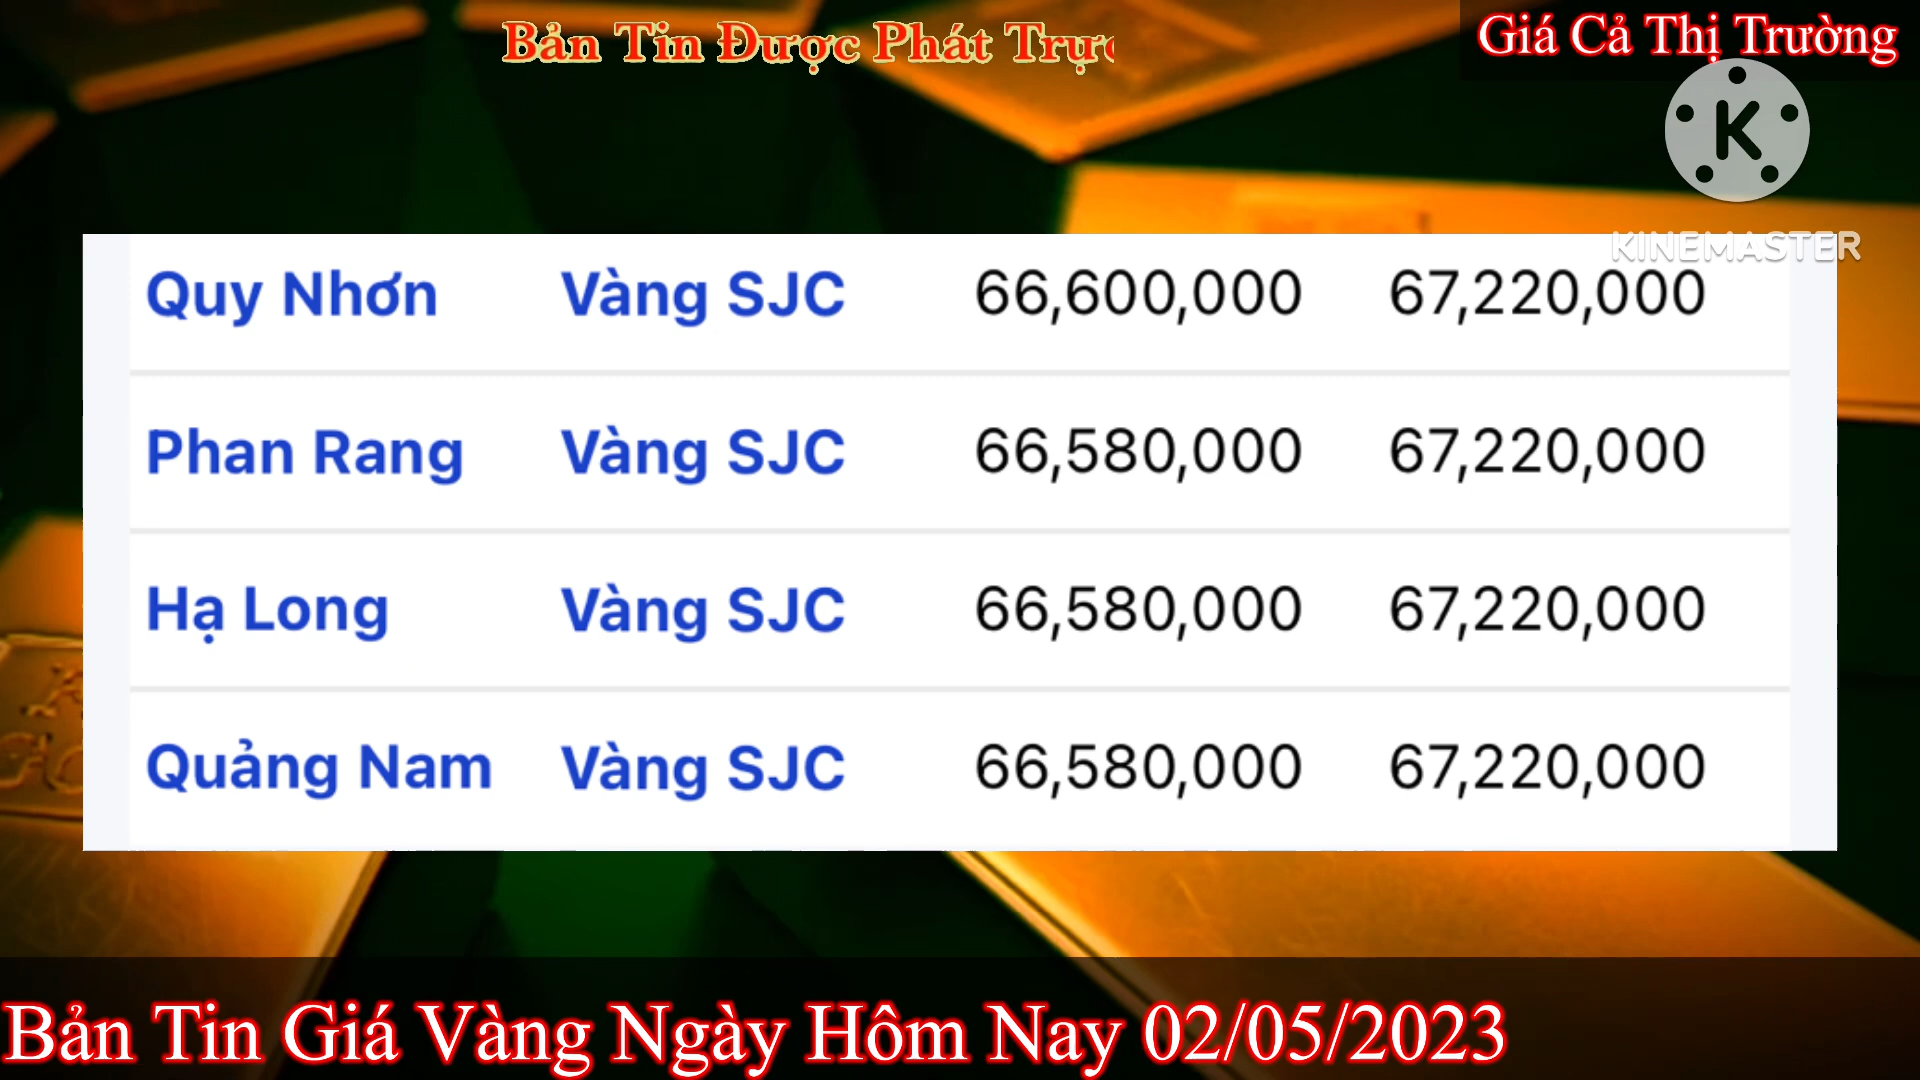 Bản Tin Được Phát Trực
Giá Cả Thị Trường
K
KINEMASTER
Quy Nhơn Vàng SJC 66,600,000 67,220,000
Phan Rang Vàng SJC 66,580,000 67,220,000
Hạ Long Vàng SJC 66,580,000 67,220,000
Quảng Nam Vàng SJC 66,580,000 67,220,000
Bản Tin Giá Vàng Ngày Hôm Nay 02/05/2023